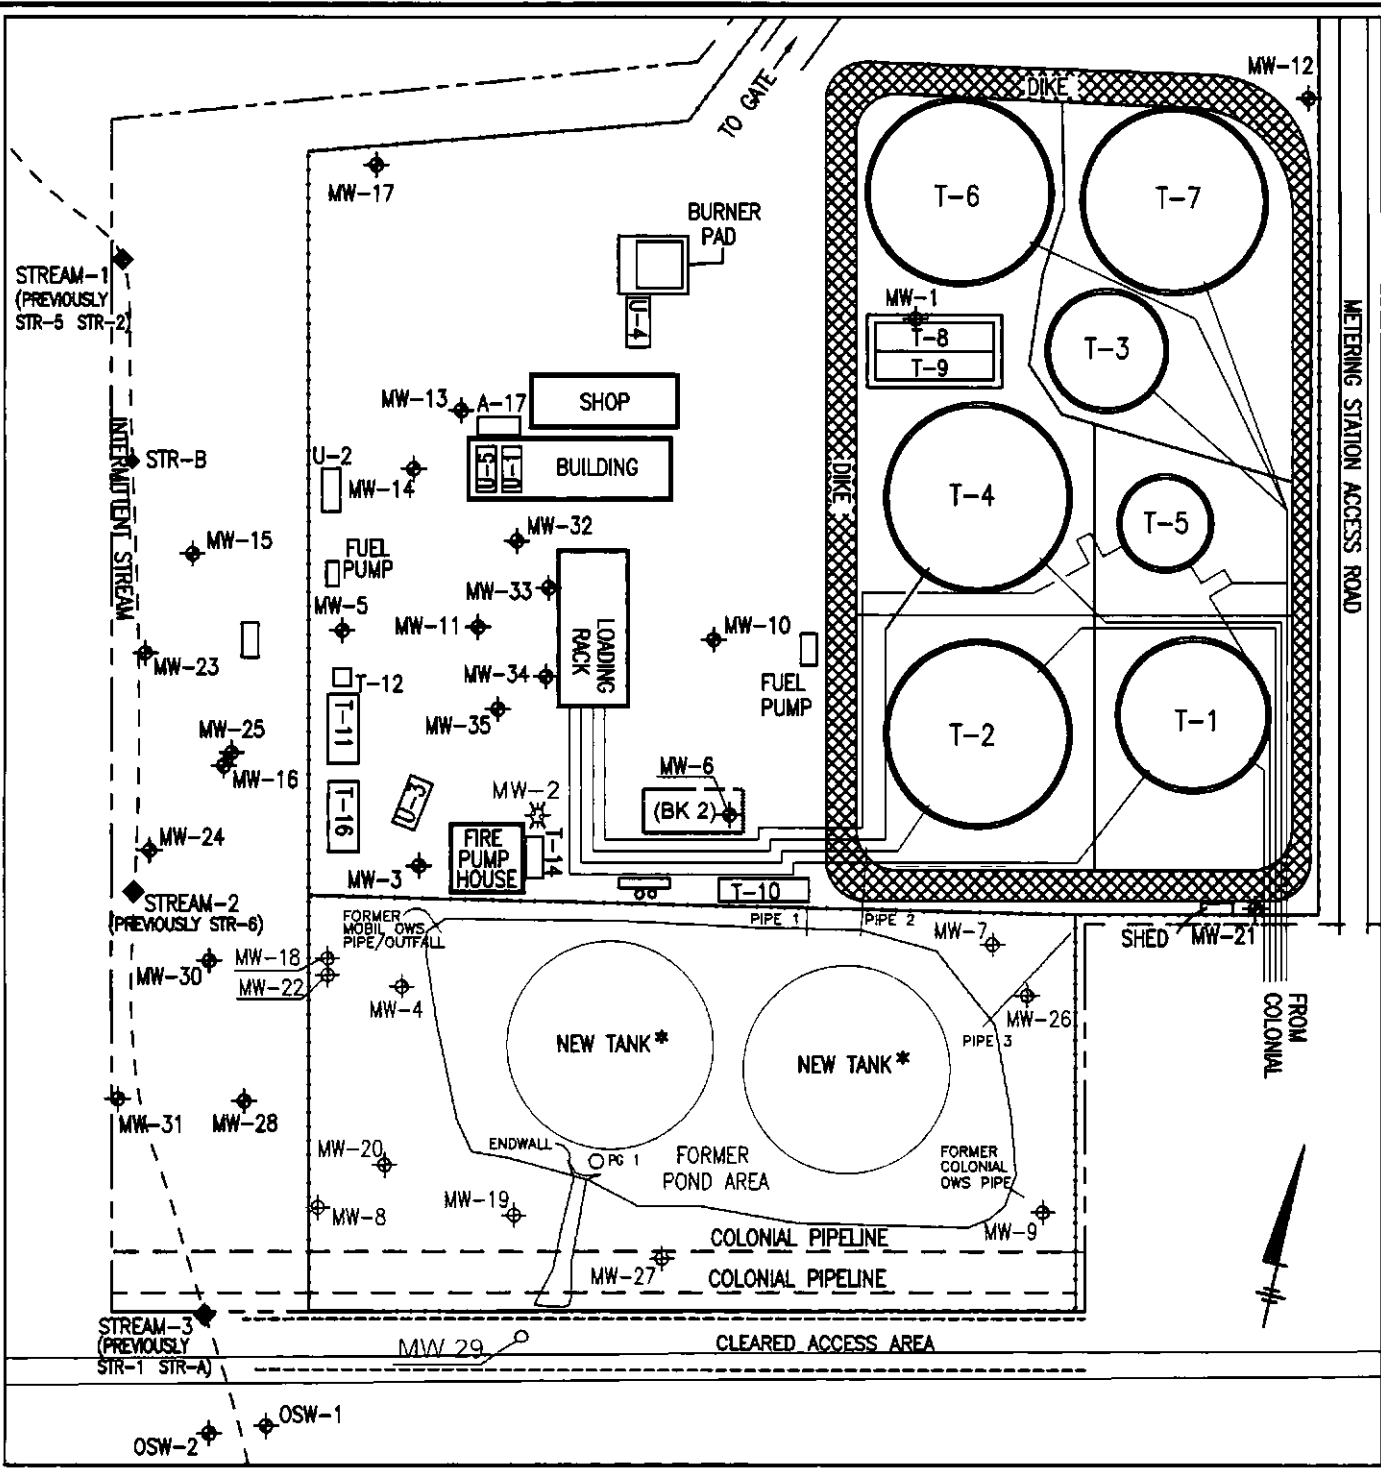 MW-12
DIKE
TO GATE
MW-17
T-6
T-7
BURNER
PAD
STREAM-1
(PREVIOUSLY
STR-5 STR-2)
U-4
MW-1
T-8
T-9
T-3
METERING STATION ACCESS ROAD
MW-13
A-17
SHOP
INTERMITTENT STREAM
STR-B
U-2
MW-14
U-5
U-1
BUILDING
DIKE
T-4
T-5
MW-15
FUEL
PUMP
MW-32
MW-33
MW-5
MW-11
LOADING
RACK
MW-10
MW-23
T-12
MW-34
FUEL
PUMP
T-11
MW-35
T-2
T-1
MW-25
MW-16
MW-6
T-16
U-3
MW-2
(BK 2)
MW-24
FIRE
PUMP
HOUSE
T-14
MW-3
T-10
STREAM-2
(PREVIOUSLY STR-6)
FORMER
MOBIL OWS
PIPE/OUTFALL
PIPE 1
PIPE 2
MW-7
SHED
MW-21
MW-30
MW-18
MW-22
MW-4
MW-26
PIPE 3
FROM
COLONIAL
NEW TANK*
NEW TANK*
MW-31
MW-28
MW-20
ENDWALL
PG 1
FORMER
POND AREA
FORMER
COLONIAL
OWS PIPE
MW-8
MW-19
MW-9
COLONIAL PIPELINE
MW-27
COLONIAL PIPELINE
STREAM-3
(PREVIOUSLY
STR-1 STR-A)
MW 29
CLEARED ACCESS AREA
OSW-1
OSW-2